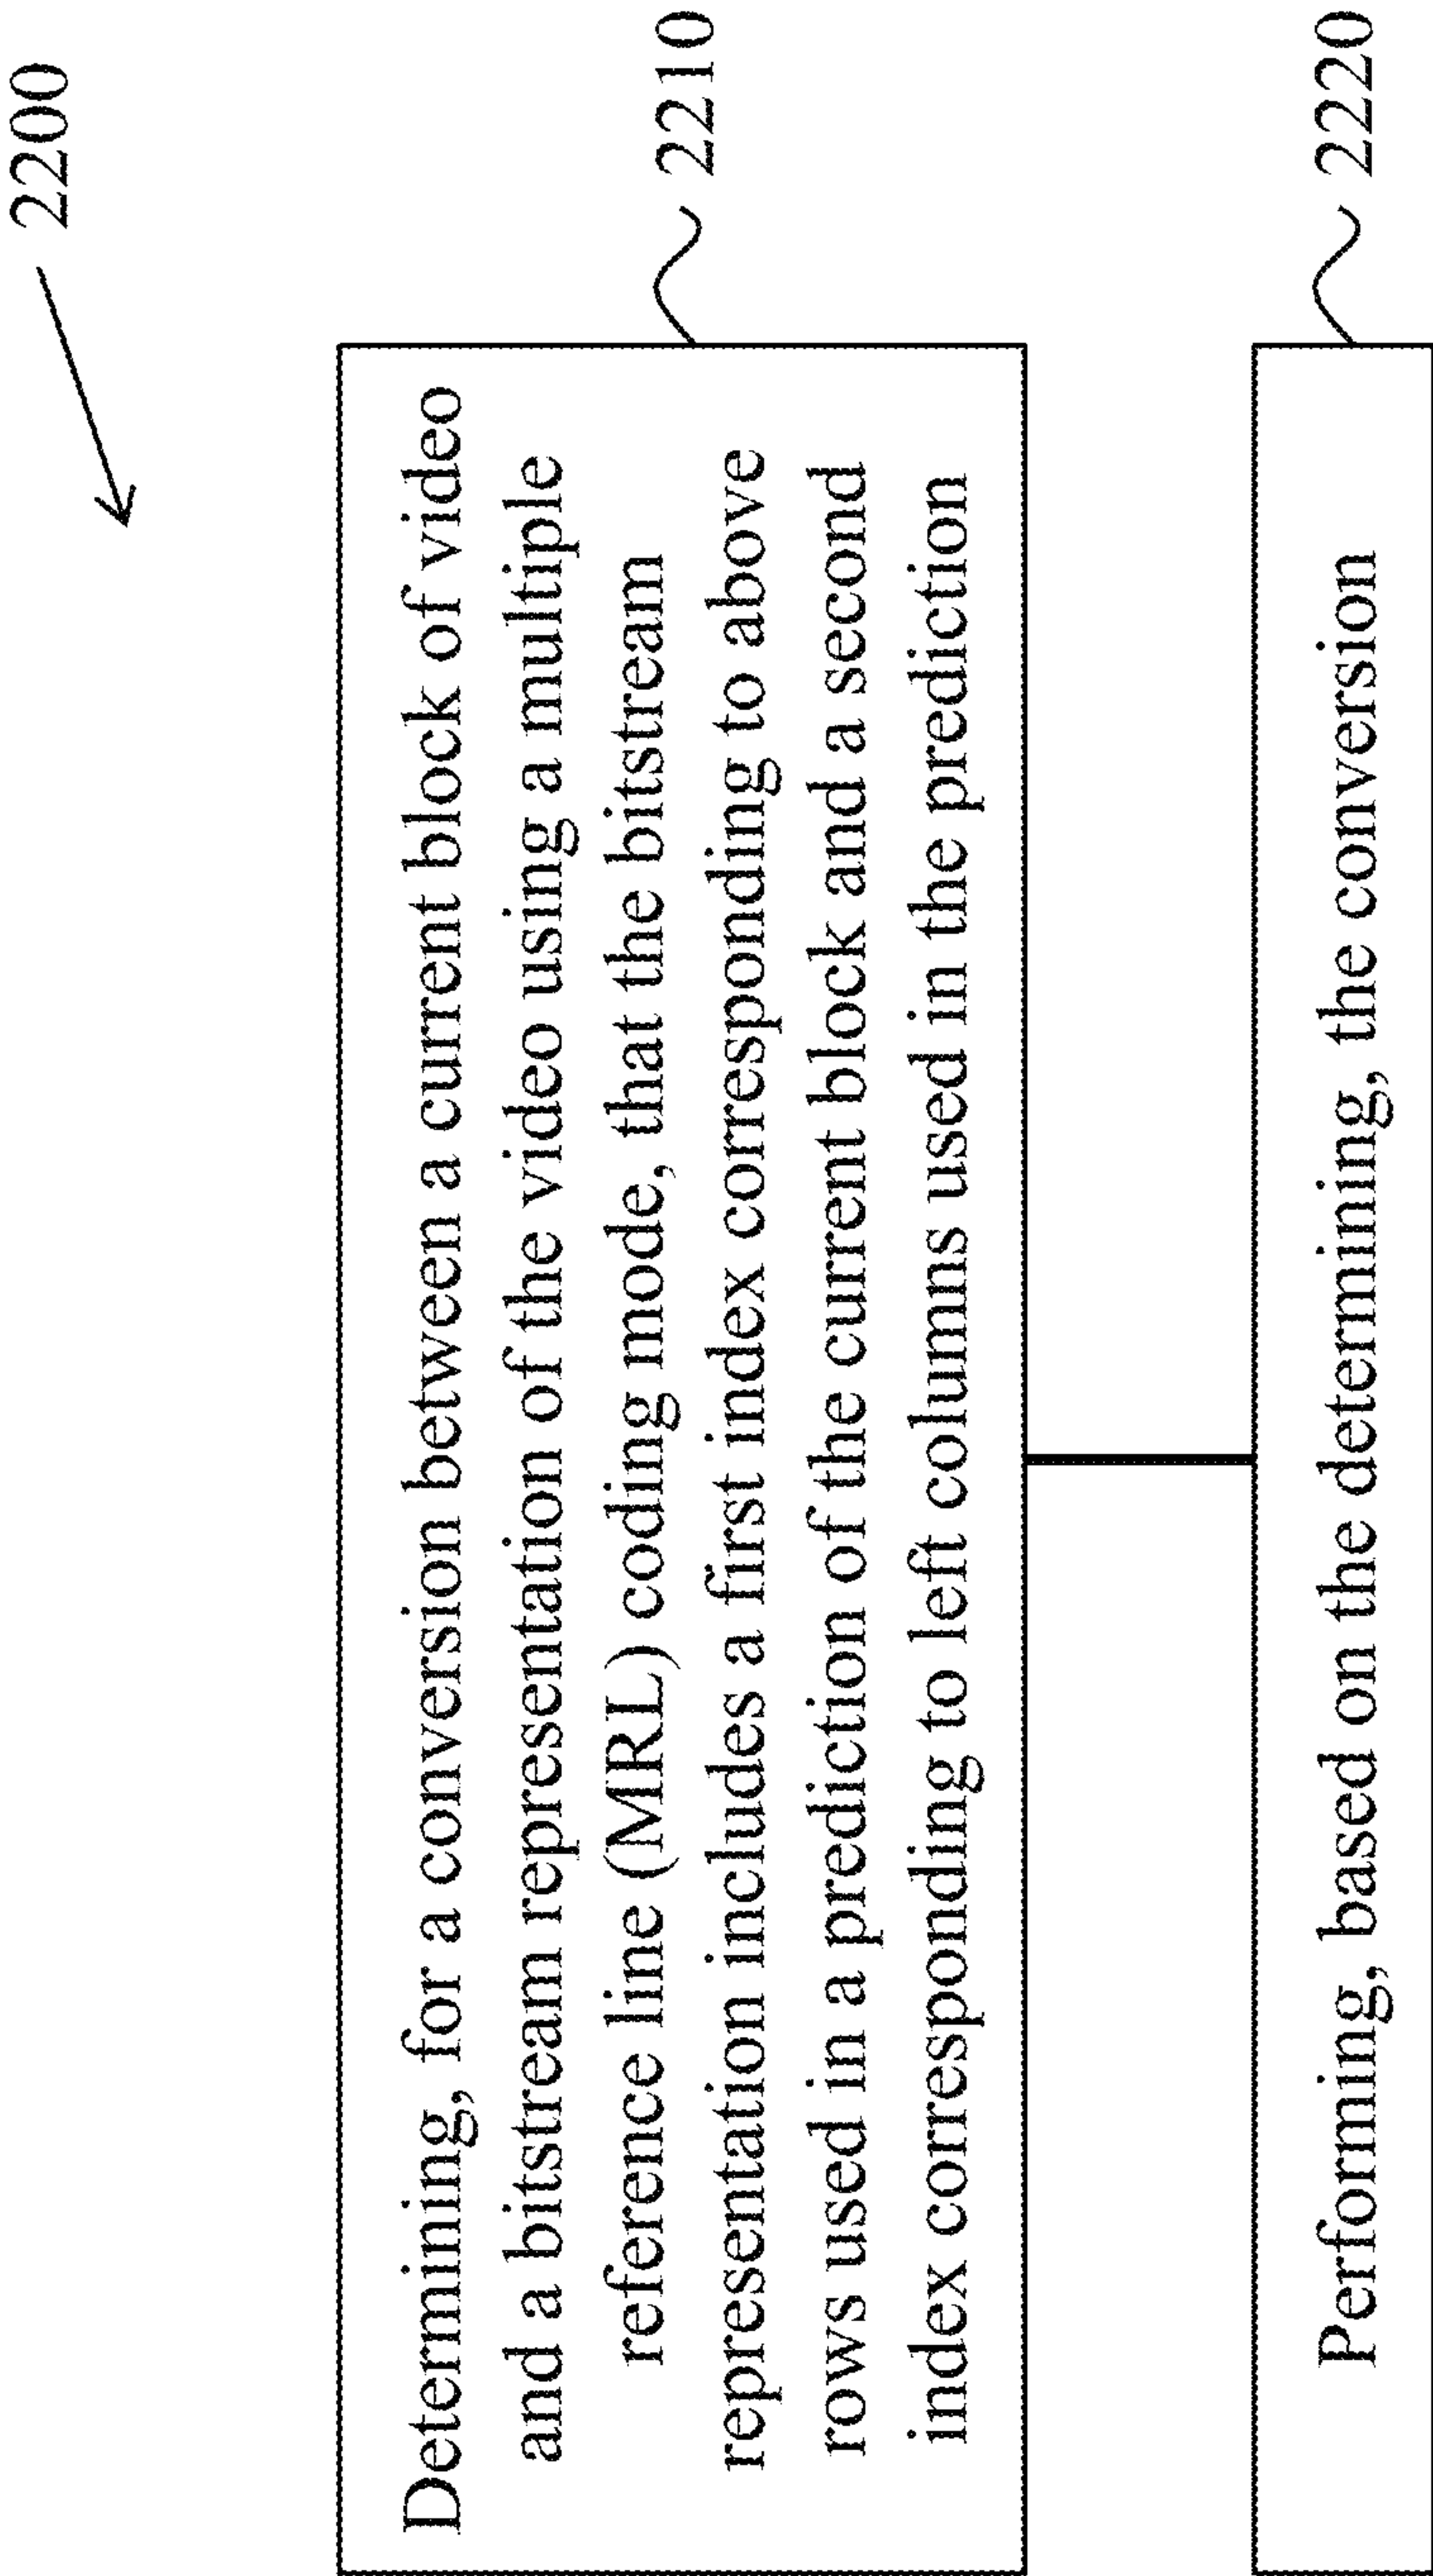 2200
Determining, for a conversion between a current block of video
and a bitstream representation of the video using a multiple
reference line (MRL) coding mode, that the bitstream
representation includes a first index corresponding to above
rows used in a prediction of the current block and a second
index corresponding to left columns used in the prediction
2210
Performing, based on the determining, the conversion
2220